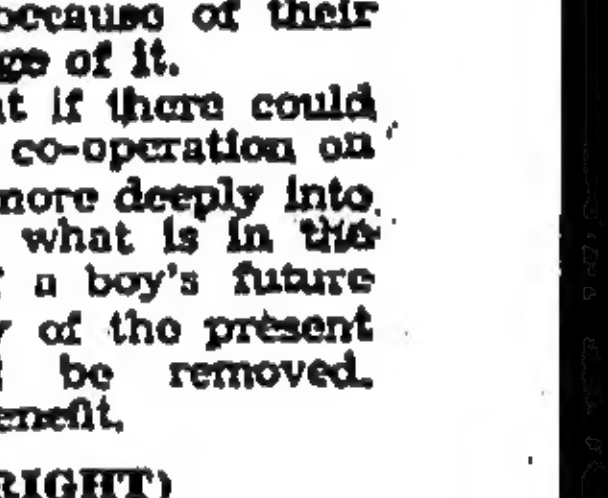 because of their
ge of it.
t if there could
co-operation on
more deeply into
what is in the
a boy's future
y of the present
be removed.
enefit.
RIGHT)